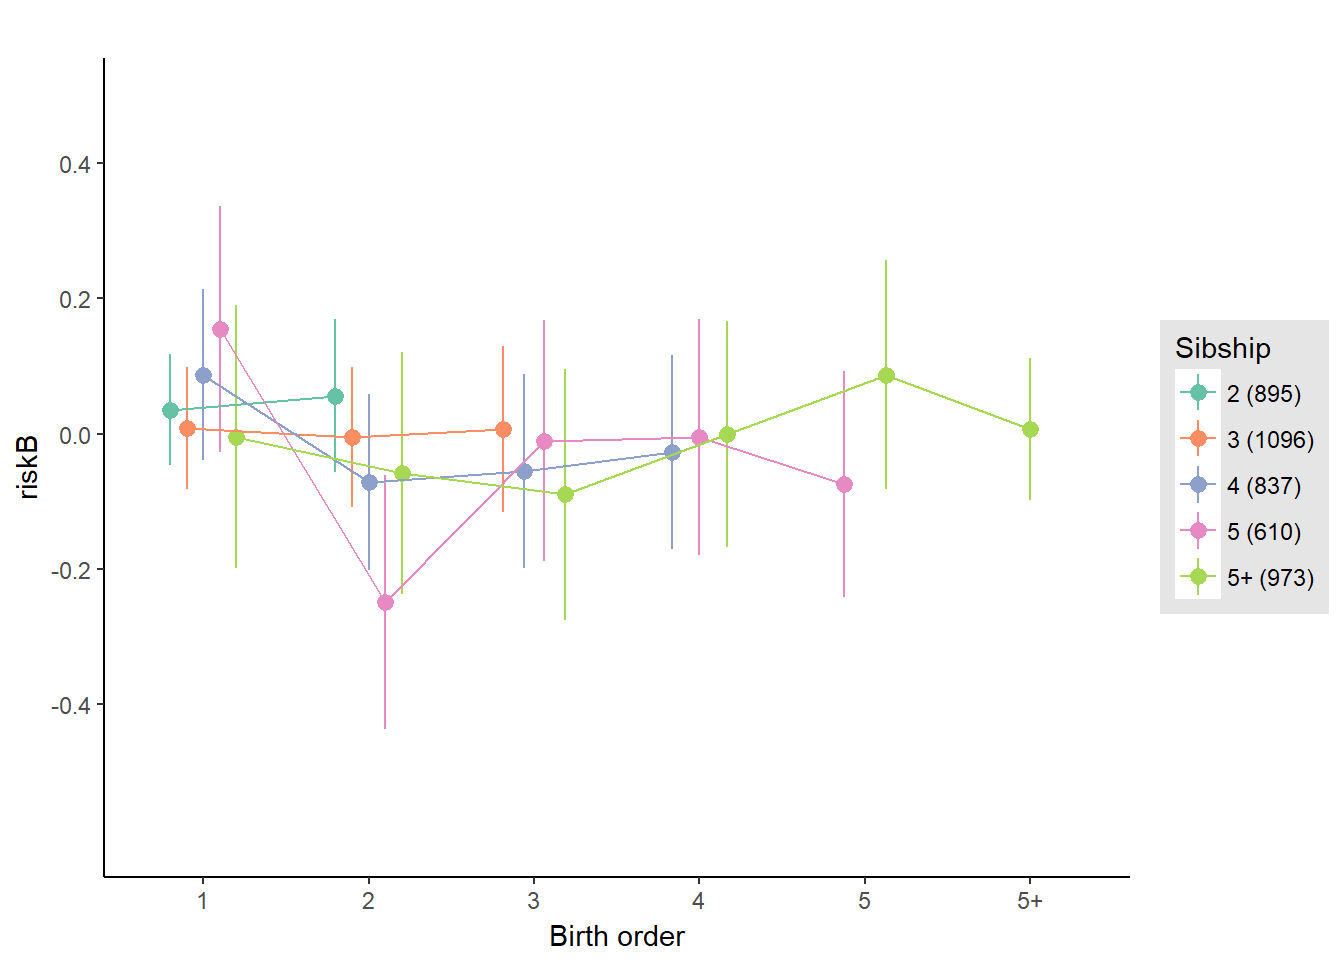 0.4
0.2
0.0
-0.2
-0.4
riskB
1 2 3 4 5 5+
Birth order
Sibship
2 (895)
3 (1096)
4 (837)
5 (610)
5+ (973)